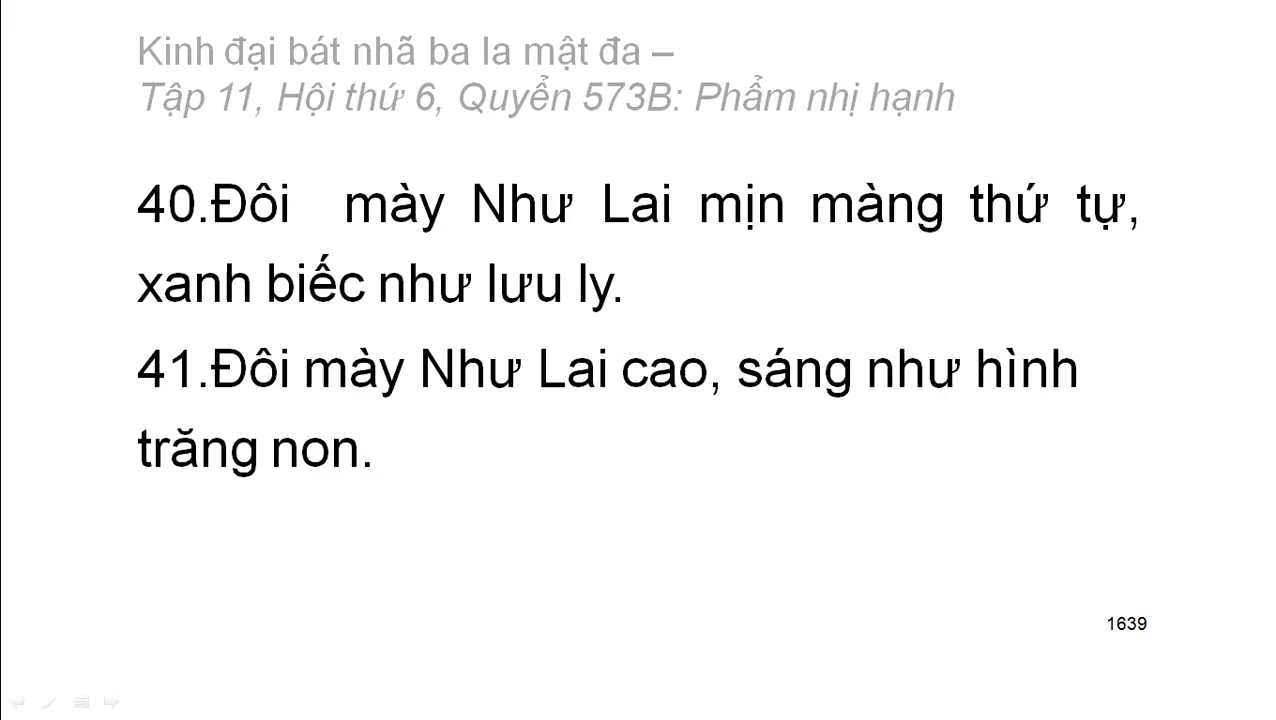 Kinh đại bát nhã ba la mật đa –
Tập 11, Hội thứ 6, Quyển 573B: Phẩm nhị hạnh
40.Đôi mày Như Lai mịn màng thứ tự,
xanh biếc như lưu ly.
41.Đôi mày Như Lai cao, sáng như hình
trăng non.
1639